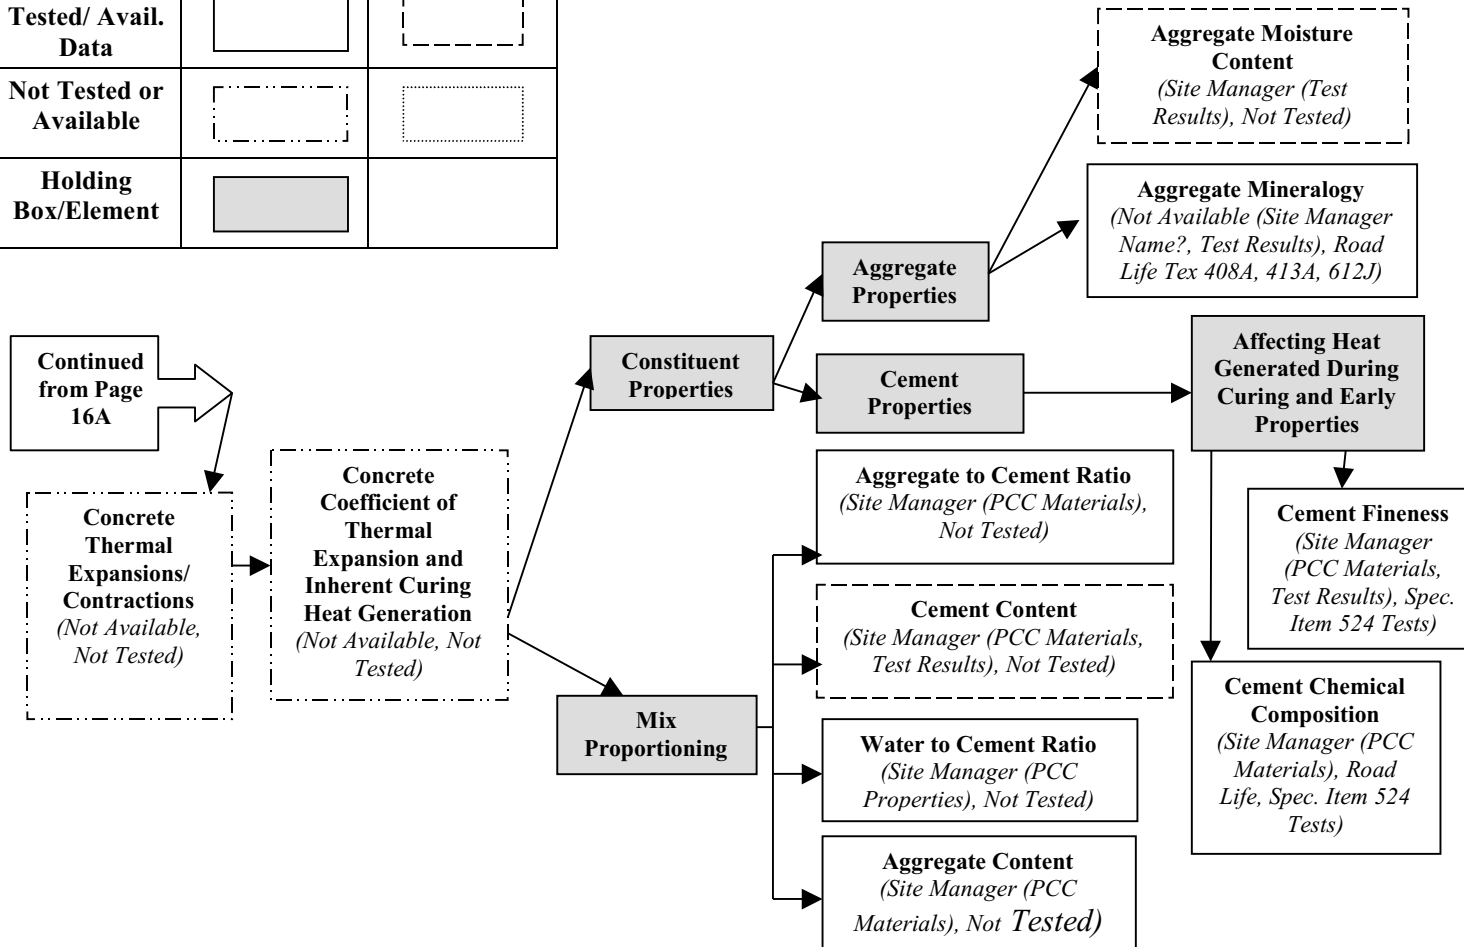 Tested/ Avail.
Data
Not Tested or
Available
Holding
Box/Element
Continued
from Page
16A
Concrete
Thermal
Expansions/
Contractions
(Not Available,
Not Tested)
Concrete
Coefficient of
Thermal
Expansion and
Inherent Curing
Heat Generation
(Not Available, Not
Tested)
Constituent
Properties
Mix
Proportioning
Aggregate
Properties
Cement
Properties
Aggregate Moisture
Content
(Site Manager (Test
Results), Not Tested)
Aggregate Mineralogy
(Not Available (Site Manager
Name?, Test Results), Road
Life Tex 408A, 413A, 612J)
Affecting Heat
Generated During
Curing and Early
Properties
Aggregate to Cement Ratio
(Site Manager (PCC Materials),
Not Tested)
Cement Content
(Site Manager (PCC Materials,
Test Results), Not Tested)
Water to Cement Ratio
(Site Manager (PCC
Properties), Not Tested)
Aggregate Content
(Site Manager (PCC
Materials), Not Tested)
Cement Fineness
(Site Manager
(PCC Materials,
Test Results), Spec.
Item 524 Tests)
Cement Chemical
Composition
(Site Manager (PCC
Materials), Road
Life, Spec. Item 524
Tests)